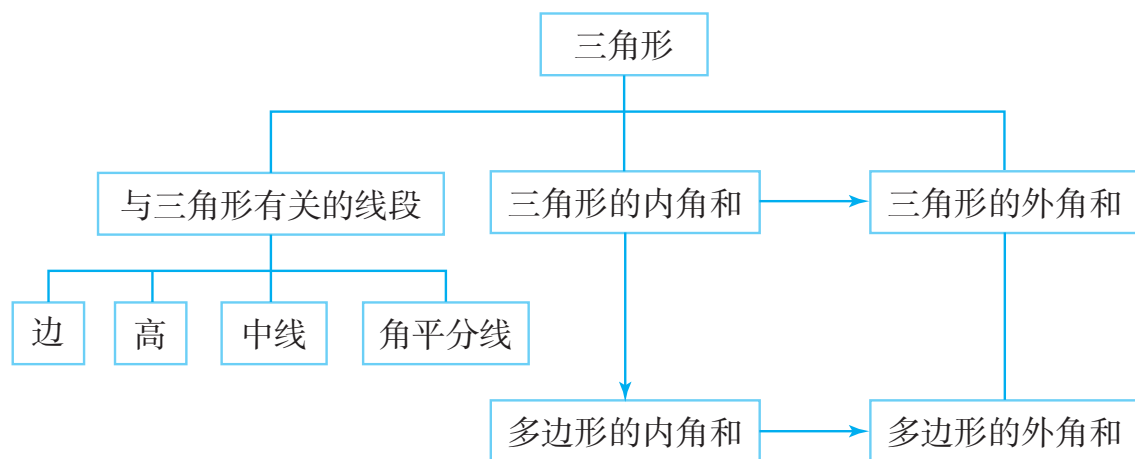 三角形
与三角形有关的线段
三角形的内角和
三角形的外角和
边
高
中线
角平分线
多边形的内角和
多边形的外角和